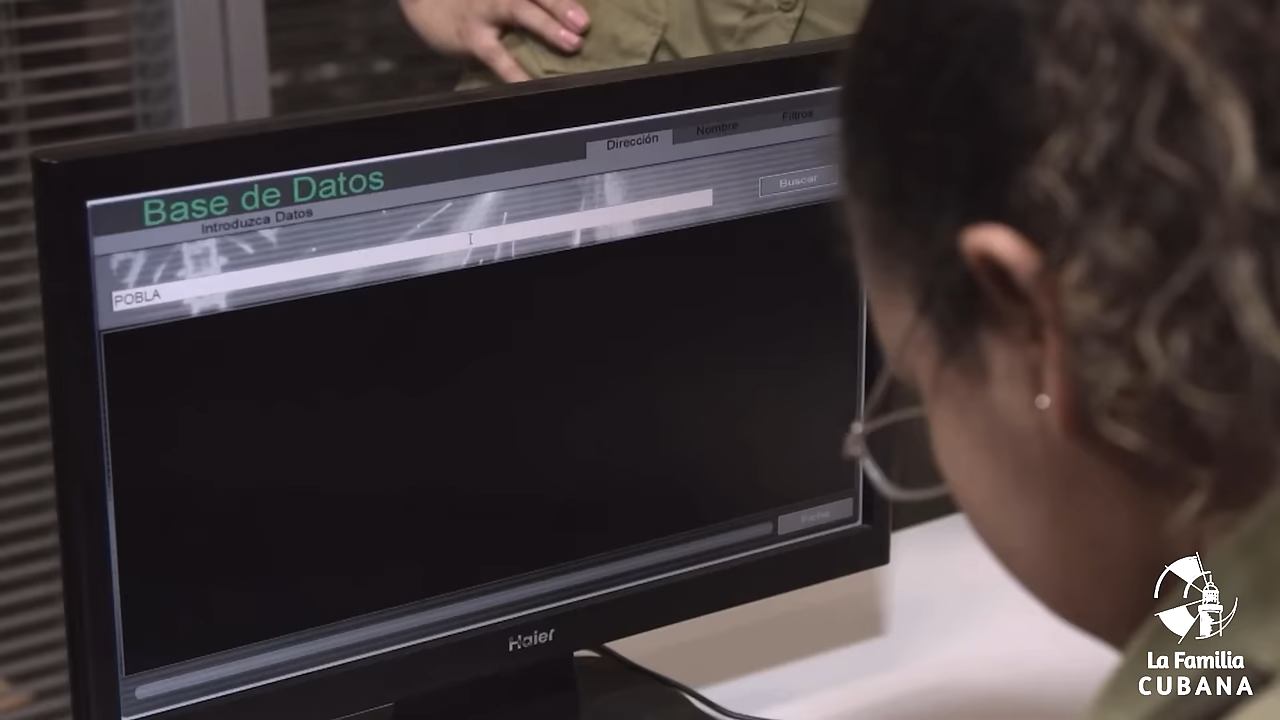 Dirección
Nombre
Filtros
Base de Datos
Introduzca Datos
Buscar
POBLA
Haier
La Familia
CUBANA